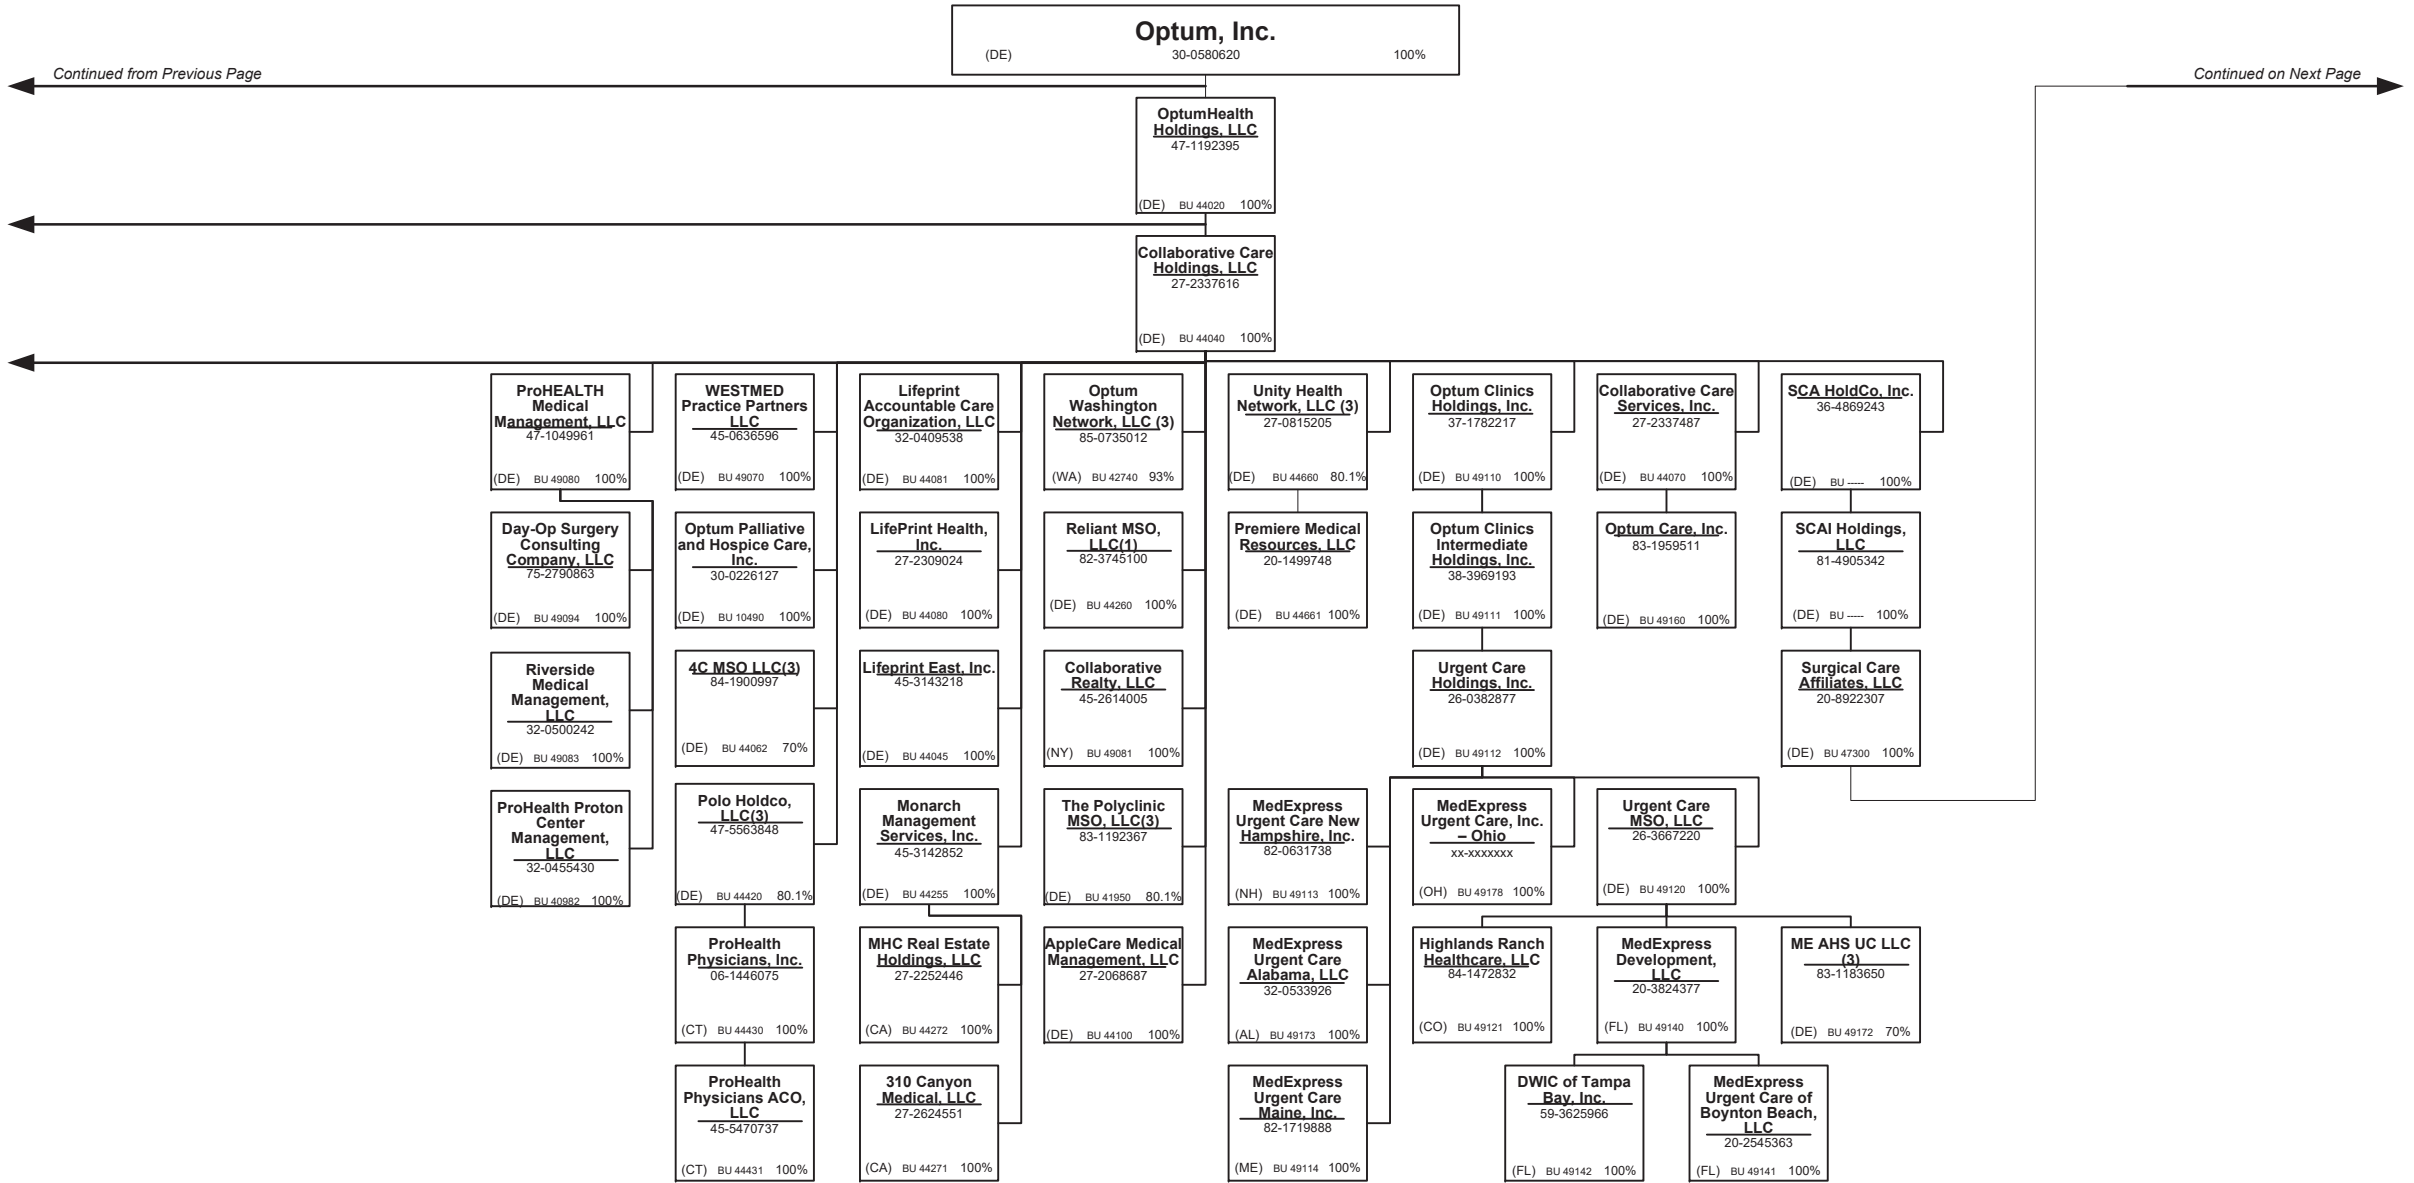 Optum, Inc.
(DE) 30-0580620 100%
Continued from Previous Page
Continued on Next Page
OptumHealth
Holdings, LLC
47-1192395
(DE) BU 44020 100%
Collaborative Care
Holdings, LLC
27-2337616
(DE) BU 44040 100%
ProHEALTH
Medical
Management, LLC
47-1049961
(DE) BU 49080 100%
WESTMED
Practice Partners
LLC
45-0636596
(DE) BU 49070 100%
Lifeprint
Accountable Care
Organization, LLC
32-0409538
(DE) BU 44081 100%
Optum
Washington
Network, LLC (3)
85-0735012
(WA) BU 42740 93%
Unity Health
Network, LLC (3)
27-0815205
(DE) BU 44660 80.1%
Optum Clinics
Holdings, Inc.
37-1782217
(DE) BU 49110 100%
Collaborative Care
Services, Inc.
27-2337487
(DE) BU 44070 100%
SCA HoldCo, Inc.
36-4869243
(DE) BU ----- 100%
Day-Op Surgery
Consulting
Company, LLC
75-2790863
(DE) BU 49094 100%
Optum Palliative
and Hospice Care,
Inc.
30-0226127
(DE) BU 10490 100%
LifePrint Health,
Inc.
27-2309024
(DE) BU 44080 100%
Reliant MSO,
LLC(1)
82-3745100
(DE) BU 44260 100%
Premiere Medical
Resources, LLC
20-1499748
(DE) BU 44661 100%
Optum Clinics
Intermediate
Holdings, Inc.
38-3969193
(DE) BU 49111 100%
Optum Care, Inc.
83-1959511
(DE) BU 49160 100%
SCAI Holdings,
LLC
81-4905342
(DE) BU ----- 100%
Riverside
Medical
Management,
LLC
32-0500242
(DE) BU 49083 100%
4C MSO LLC(3)
84-1900997
(DE) BU 44062 70%
Lifeprint East, Inc.
45-3143218
(DE) BU 44045 100%
Collaborative
Realty, LLC
45-2614005
(NY) BU 49081 100%
Urgent Care
Holdings, Inc.
26-0382877
(DE) BU 49112 100%
Surgical Care
Affiliates, LLC
20-8922307
(DE) BU 47300 100%
ProHealth Proton
Center
Management,
LLC
32-0455430
(DE) BU 40982 100%
Polo Holdco,
LLC(3)
47-5563848
(DE) BU 44420 80.1%
Monarch
Management
Services, Inc.
45-3142852
(DE) BU 44255 100%
The Polyclinic
MSO, LLC(3)
83-1192367
(DE) BU 41950 80.1%
MedExpress
Urgent Care New
Hampshire, Inc.
82-0631738
(NH) BU 49113 100%
MedExpress
Urgent Care, Inc.
– Ohio
xx-xxxxxxx
(OH) BU 49178 100%
Urgent Care
MSO, LLC
26-3667220
(DE) BU 49120 100%
ProHealth
Physicians, Inc.
06-1446075
(CT) BU 44430 100%
MHC Real Estate
Holdings, LLC
27-2252446
(CA) BU 44272 100%
AppleCare Medical
Management, LLC
27-2068687
(DE) BU 44100 100%
MedExpress
Urgent Care
Alabama, LLC
32-0533926
(AL) BU 49173 100%
Highlands Ranch
Healthcare, LLC
84-1472832
(CO) BU 49121 100%
MedExpress
Development,
LLC
20-3824377
(FL) BU 49140 100%
ME AHS UC LLC
(3)
83-1183650
(DE) BU 49172 70%
ProHealth
Physicians ACO,
LLC
45-5470737
(CT) BU 44431 100%
310 Canyon
Medical, LLC
27-2624551
(CA) BU 44271 100%
MedExpress
Urgent Care
Maine, Inc.
82-1719888
(ME) BU 49114 100%
DWIC of Tampa
Bay, Inc.
59-3625966
(FL) BU 49142 100%
MedExpress
Urgent Care of
Boynton Beach,
LLC
20-2545363
(FL) BU 49141 100%